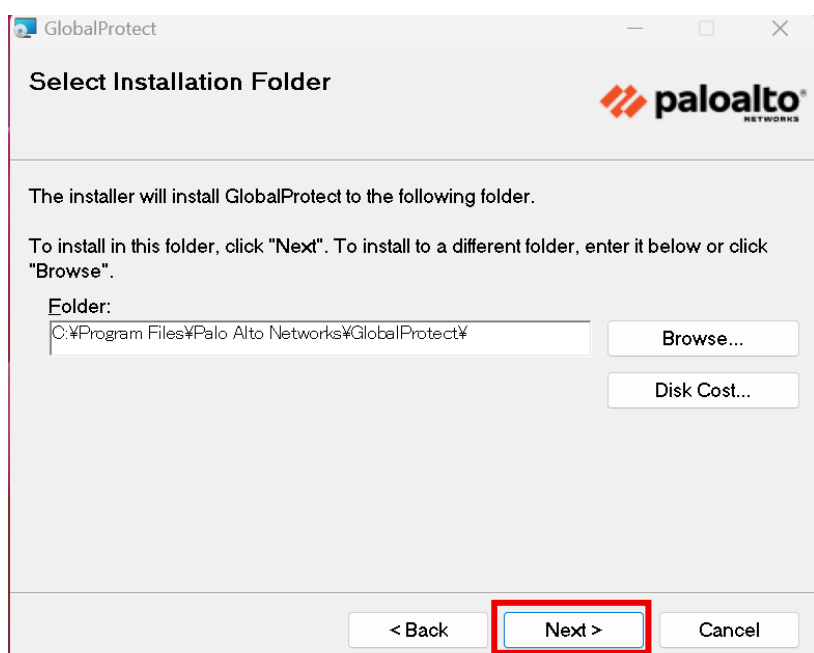 GlobalProtect
Select Installation Folder
paloalto®
NETWORKS
The installer will install GlobalProtect to the following folder.
To install in this folder, click "Next". To install to a different folder, enter it below or click
"Browse".
Folder:
C:¥Program Files¥Palo Alto Networks¥GlobalProtect¥
Browse...
Disk Cost...
< Back
Next >
Cancel